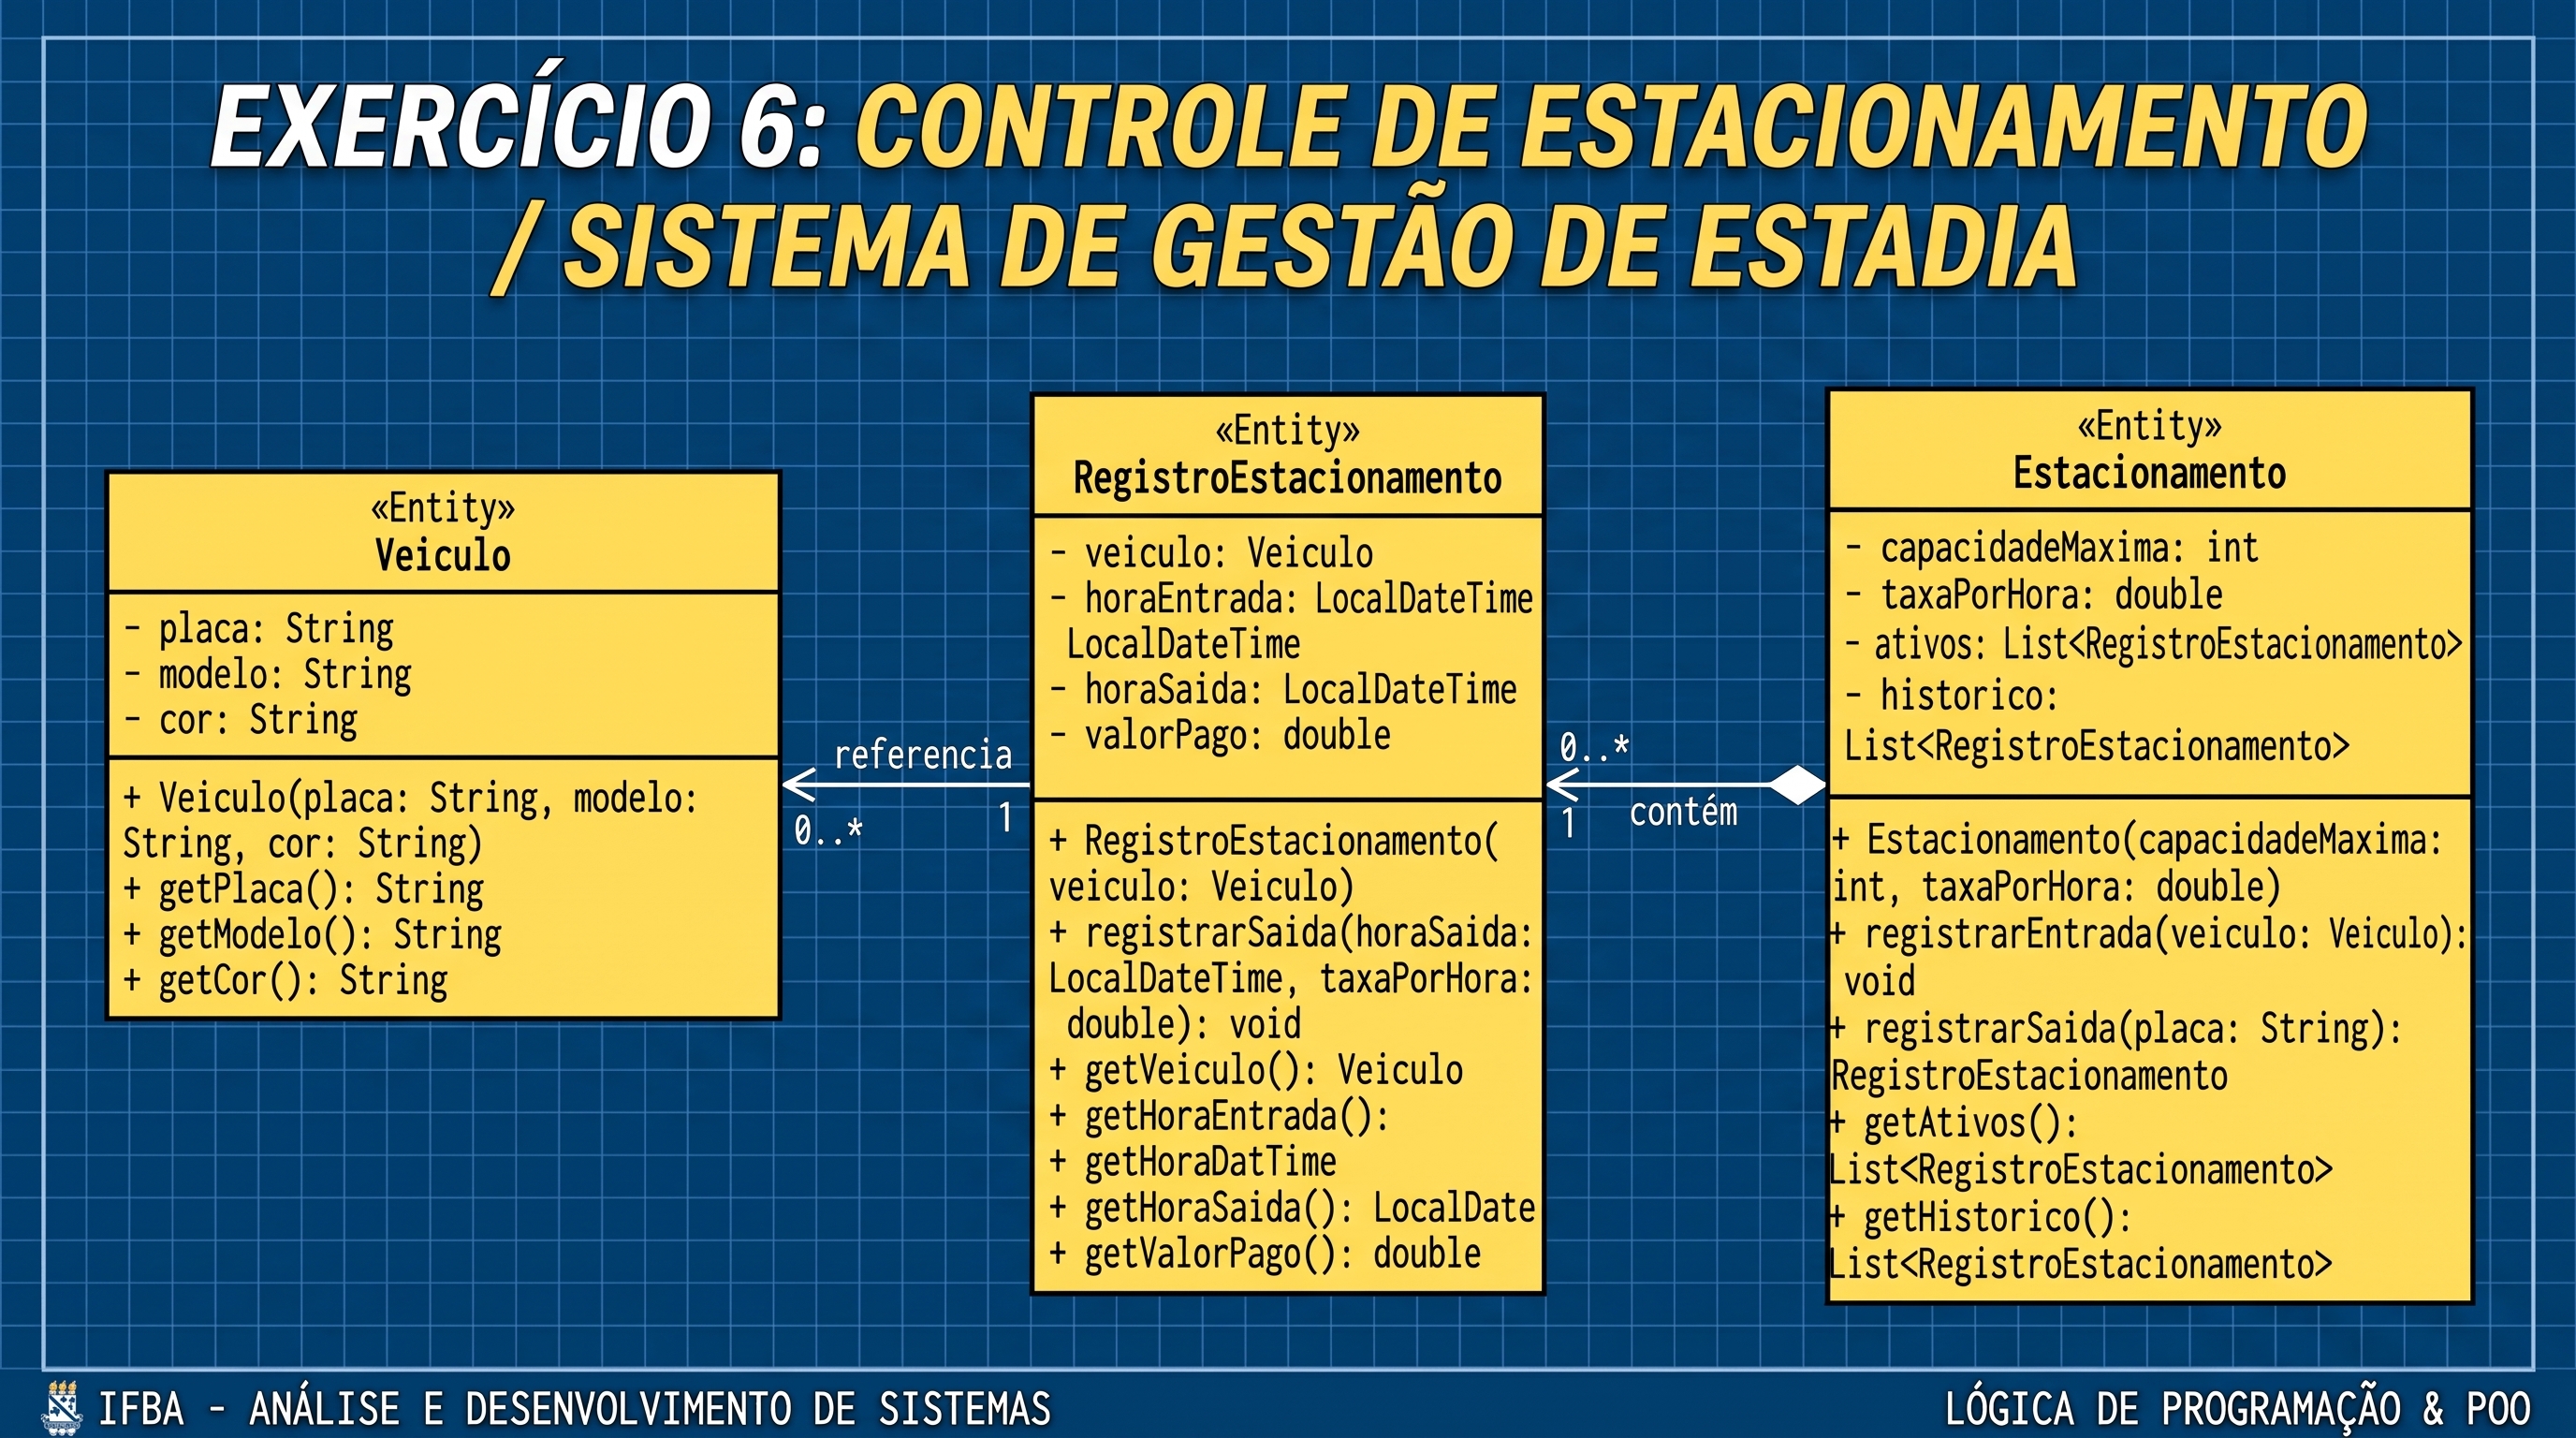 EXERCÍCIO 6: CONTROLE DE ESTACIONAMENTO
/ SISTEMA DE GESTÃO DE ESTADIA
«Entity»
Veiculo
- placa: String
- modelo: String
- cor: String
+ Veiculo(placa: String, modelo:
String, cor: String)
+ getPlaca(): String
+ getModelo(): String
+ getCor(): String
referencia
0..*
1
«Entity»
RegistroEstacionamento
- veiculo: Veiculo
- horaEntrada: LocalDateTime
LocalDateTime
- horaSaida: LocalDateTime
- valorPago: double
+ RegistroEstacionamento(
veiculo: Veiculo)
+ registrarSaida(horaSaida:
LocalDateTime, taxaPorHora:
double): void
+ getVeiculo(): Veiculo
+ getHoraEntrada():
+ getHoraDatTime
+ getHoraSaida(): LocalDate
+ getValorPago(): double
0..*
1
contém
«Entity»
Estacionamento
- capacidadeMaxima: int
- taxaPorHora: double
- ativos: List<RegistroEstacionamento>
- historico:
List<RegistroEstacionamento>
+ Estacionamento(capacidadeMaxima:
int, taxaPorHora: double)
+ registrarEntrada(veiculo: Veiculo):
void
+ registrarSaida(placa: String):
RegistroEstacionamento
+ getAtivos():
List<RegistroEstacionamento>
+ getHistorico():
List<RegistroEstacionamento>
IFBA - ANÁLISE E DESENVOLVIMENTO DE SISTEMAS
LÓGICA DE PROGRAMAÇÃO & POO